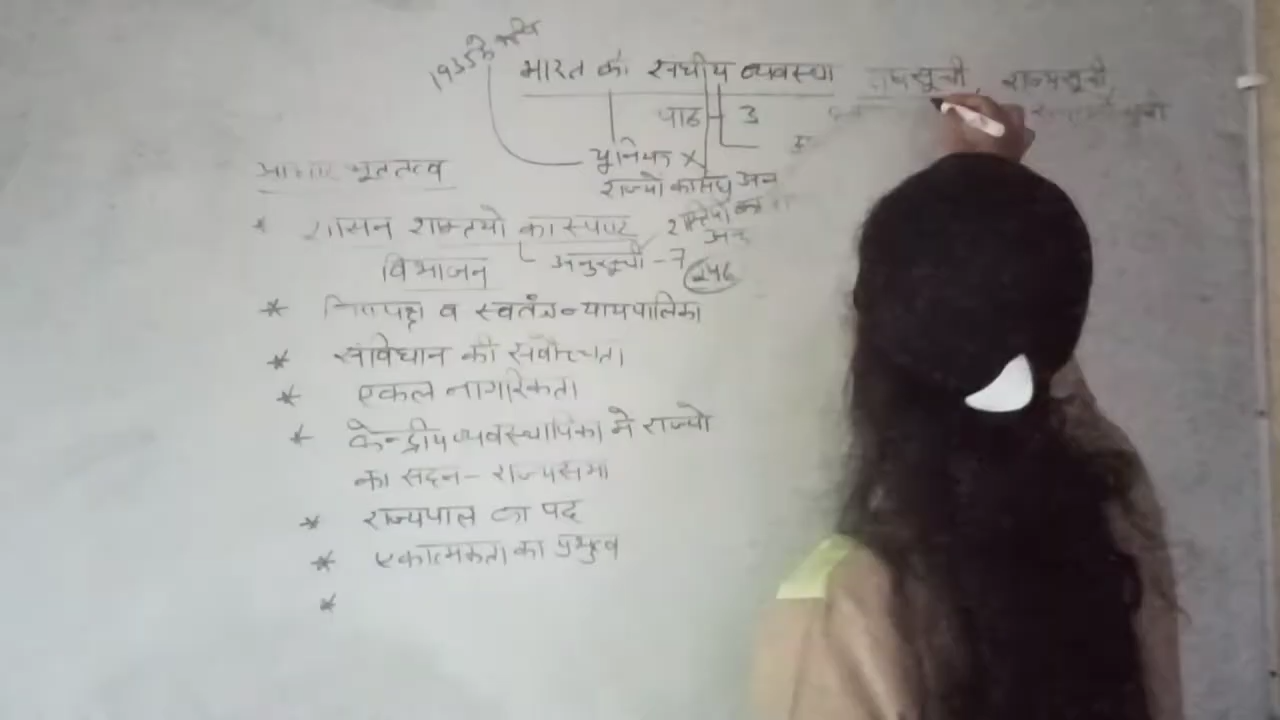 1935 के
भारत की संघीय व्यवस्था
सूची, राज्यसूची
पाठ - 3
यूनियन X
राज्यों का संघ
आधारभूत तत्व
* शासन शक्तियो का स्पष्ट
विभाजन
अनुसूची - 7
246
* निष्पक्ष व स्वतंत्र न्यायपालिका
* संविधान की सर्वोच्चता
* एकल नागरिकता
* केन्द्रीय व्यवस्थापिका मे राज्यो
का सदन - राज्यसभा
* राज्यपाल का पद
* एकात्मकता का प्रभुत्व
*